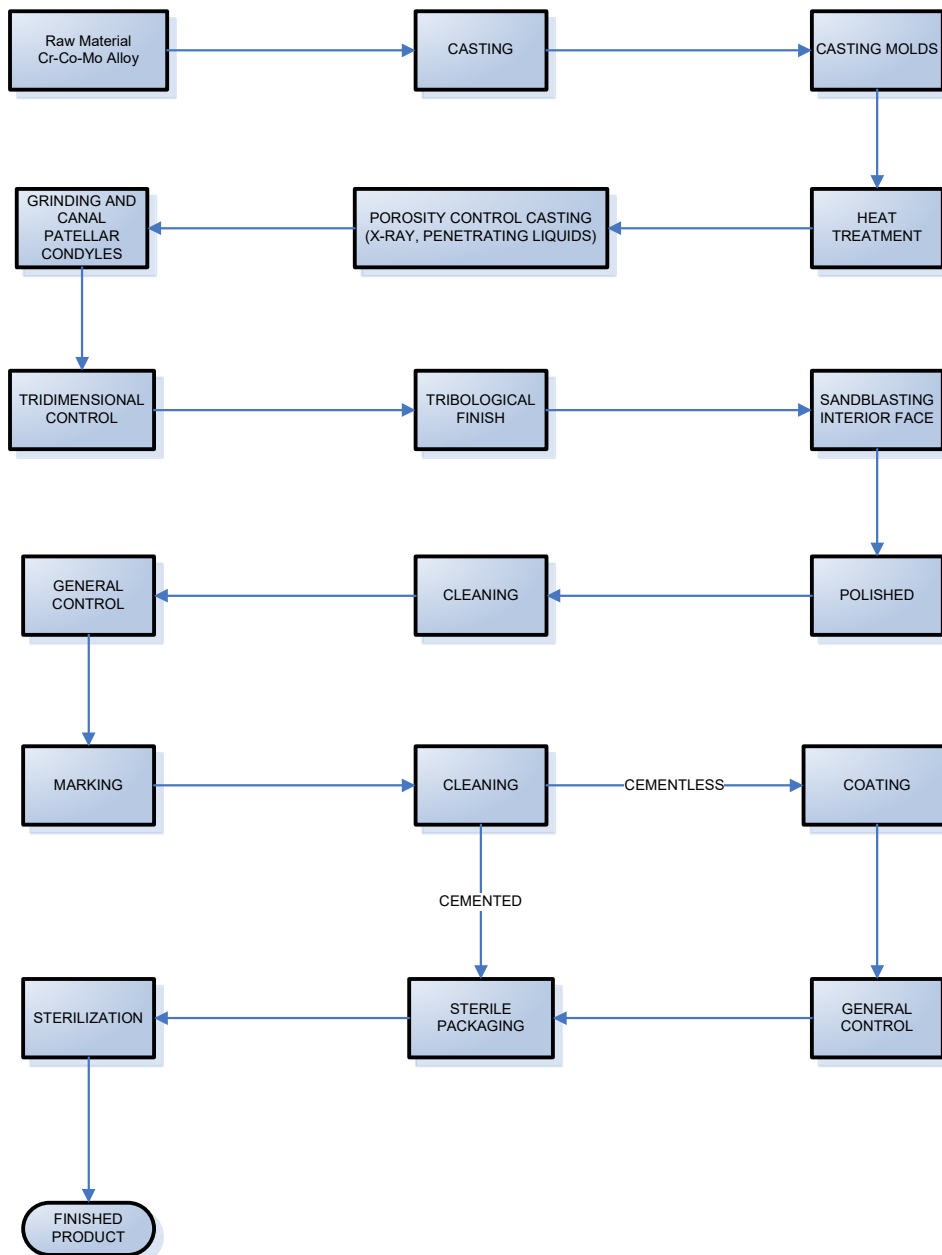 Raw Material
Cr-Co-Mo Alloy
CASTING
CASTING MOLDS
HEAT
TREATMENT
POROSITY CONTROL CASTING
(X-RAY, PENETRATING LIQUIDS)
GRINDING AND
CANAL
PATELLAR
CONDYLES
TRIDIMENSIONAL
CONTROL
TRIBOLOGICAL
FINISH
SANDBLASTING
INTERIOR FACE
POLISHED
CLEANING
GENERAL
CONTROL
MARKING
CLEANING
CEMENTLESS
COATING
CEMENTED
GENERAL
CONTROL
STERILE
PACKAGING
STERILIZATION
FINISHED
PRODUCT